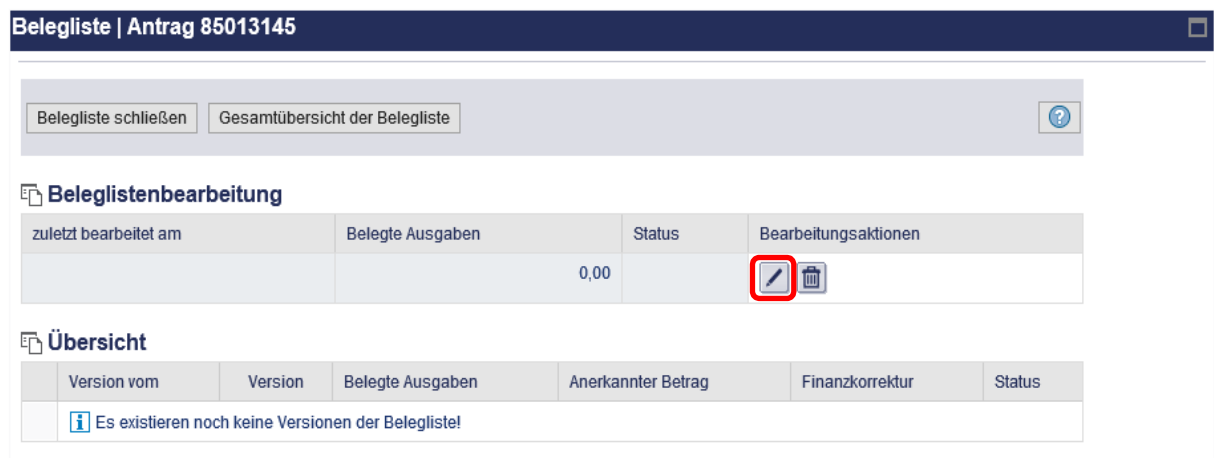 Belegliste | Antrag 85013145
Belegliste schließen Gesamtübersicht der Belegliste
Beleglistenbearbeitung
zuletzt bearbeitet am Belegte Ausgaben Status Bearbeitungsaktionen
0,00
Übersicht
Version vom Version Belegte Ausgaben Anerkannter Betrag Finanzkorrektur Status
Es existieren noch keine Versionen der Belegliste!